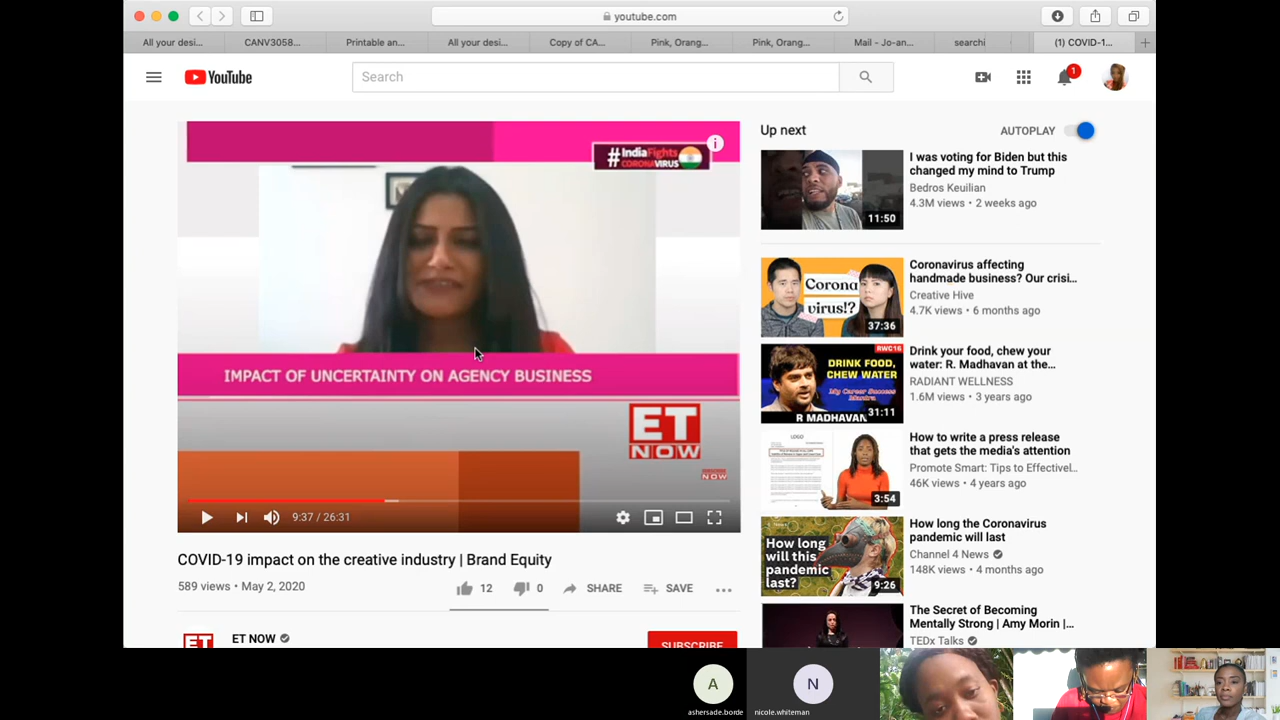 youtube.com
All your desi...
CANV3058...
Printable an...
All your desi...
Copy of CA...
Pink, Orang...
Pink, Orang...
Mail – Jo-an...
searchi
(1) COVID-1...
YouTube
Search
1
#IndiaFights
CORONAVIRUS
IMPACT OF UNCERTAINTY ON AGENCY BUSINESS
ET
NOW
9:37 / 26:31
COVID-19 impact on the creative industry | Brand Equity
589 views • May 2, 2020
12
0
SHARE
SAVE
ET
ET NOW
SUBSCRIBE
Up next
AUTOPLAY
I was voting for Biden but this
changed my mind to Trump
Bedros Keuilian
4.3M views • 2 weeks ago
11:50
Corona
virus!?
37:36
Coronavirus affecting
handmade business? Our crisi...
Creative Hive
4.7K views • 6 months ago
RWC16
DRINK FOOD,
CHEW WATER
My Career Success
Mantra
R MADHAVAN
31:11
Drink your food, chew your
water: R. Madhavan at the...
RADIANT WELLNESS
1.6M views • 3 years ago
LOGO
3:54
How to write a press release
that gets the media's attention
Promote Smart: Tips to Effectivel...
46K views • 4 years ago
News
How long
will this
pandemic
last?
9:26
How long the Coronavirus
pandemic will last
Channel 4 News
148K views • 4 months ago
The Secret of Becoming
Mentally Strong | Amy Morin |...
TEDx Talks
A
ashersade.borde
N
nicole.whiteman